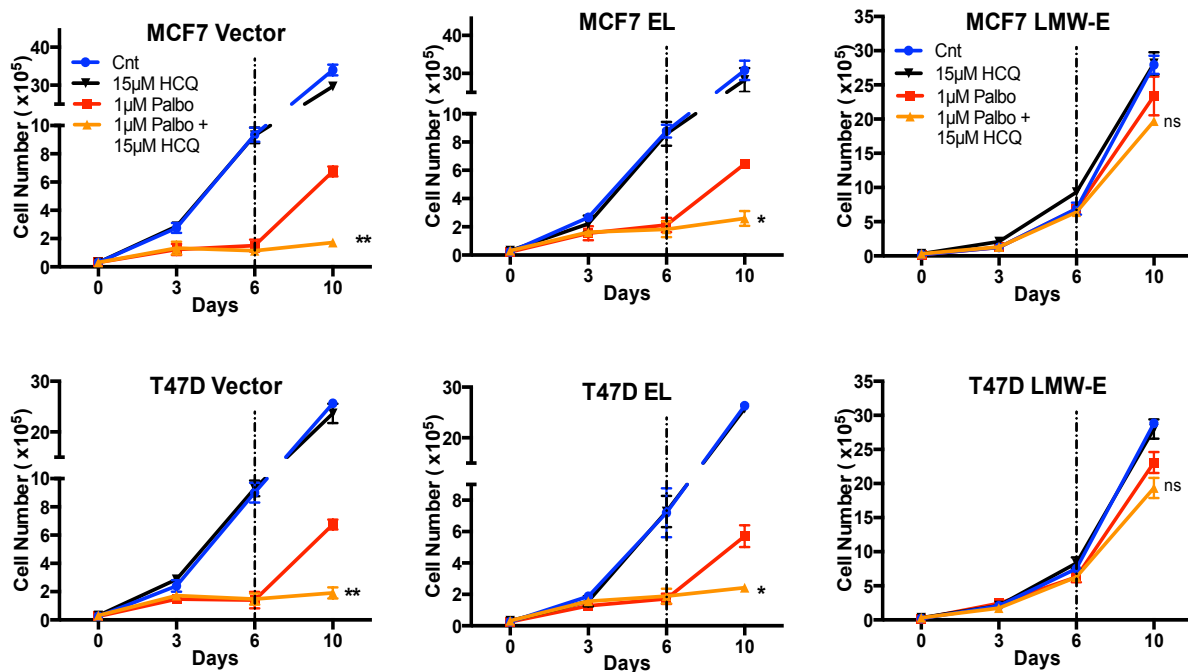 MCF7 Vector
Cell Number ( x10⁵)
40
30
10
8
6
4
2
0
Cnt
15µM HCQ
1µM Palbo
1µM Palbo +
15µM HCQ
**
0 3 6 10
Days
MCF7 EL
Cell Number ( x10⁵)
40
30
10
8
6
4
2
0
*
0 3 6 10
Days
MCF7 LMW-E
Cell Number ( x10⁵)
35
30
25
20
15
10
5
0
Cnt
15µM HCQ
1µM Palbo
1µM Palbo +
15µM HCQ
ns
0 3 6 10
Days
T47D Vector
Cell Number ( x10⁵)
30
20
10
8
6
4
2
0
**
0 3 6 10
Days
T47D EL
Cell Number ( x10⁵)
30
20
8
6
4
2
0
*
0 3 6 10
Days
T47D LMW-E
Cell Number ( x10⁵)
35
30
25
20
15
10
5
0
ns
0 3 6 10
Days